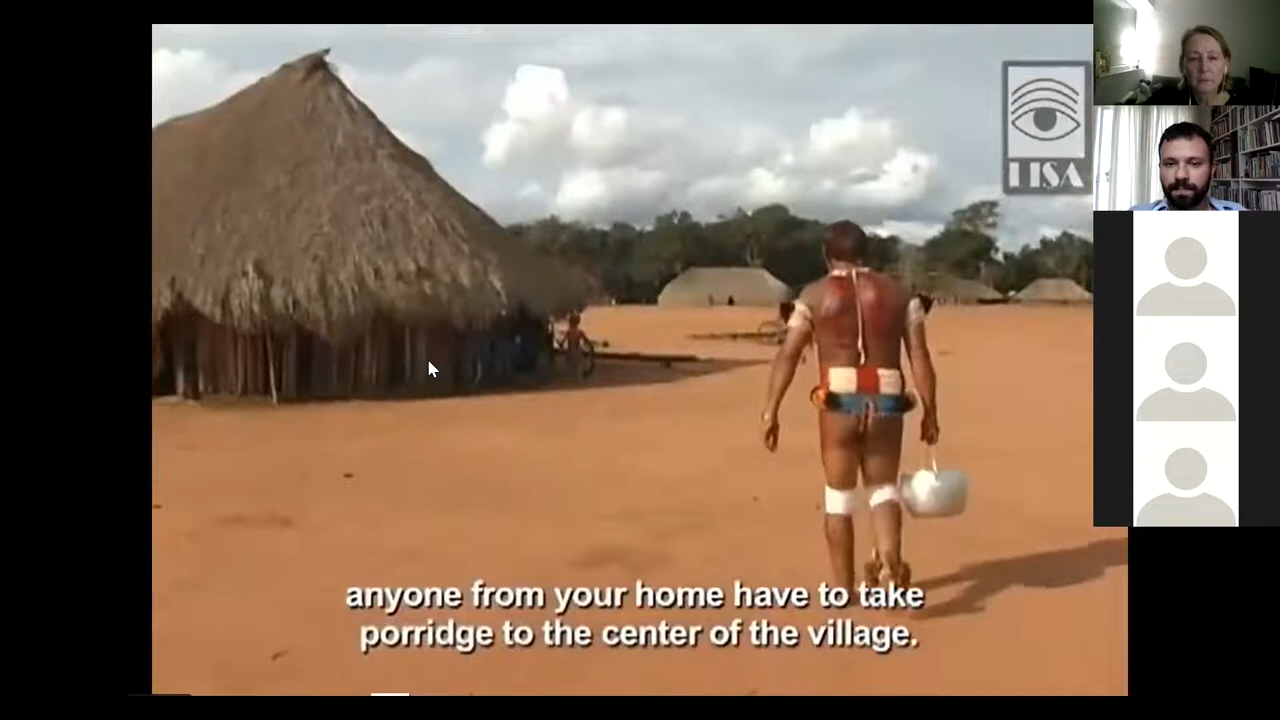 LISA
anyone from your home have to take
porridge to the center of the village.